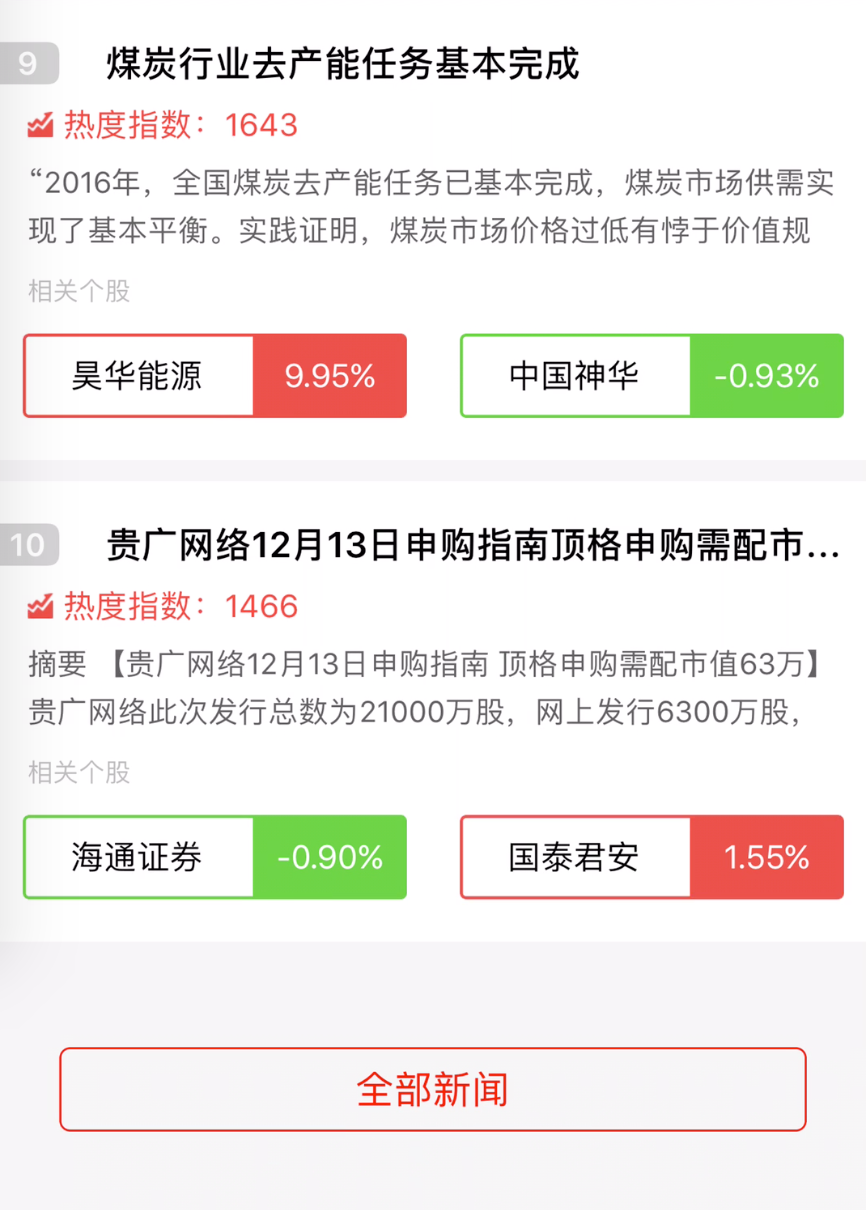 9
煤炭行业去产能任务基本完成
热度指数：1643
“2016年，全国煤炭去产能任务已基本完成，煤炭市场供需实
现了基本平衡。实践证明，煤炭市场价格过低有悖于价值规
相关个股
昊华能源 9.95% 中国神华 -0.93%
10
贵广网络12月13日申购指南顶格申购需配市...
热度指数：1466
摘要 【贵广网络12月13日申购指南 顶格申购需配市值63万】
贵广网络此次发行总数为21000万股，网上发行6300万股，
相关个股
海通证券 -0.90% 国泰君安 1.55%
全部新闻